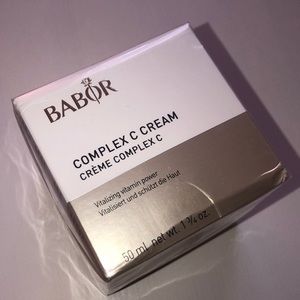 BABOR
COMPLEX C CREAM
CRÈME COMPLEX C
Vitalizing vitamin power
Vitalisiert und schützt die Haut
50 ml. net wt. 1 3/4 oz.